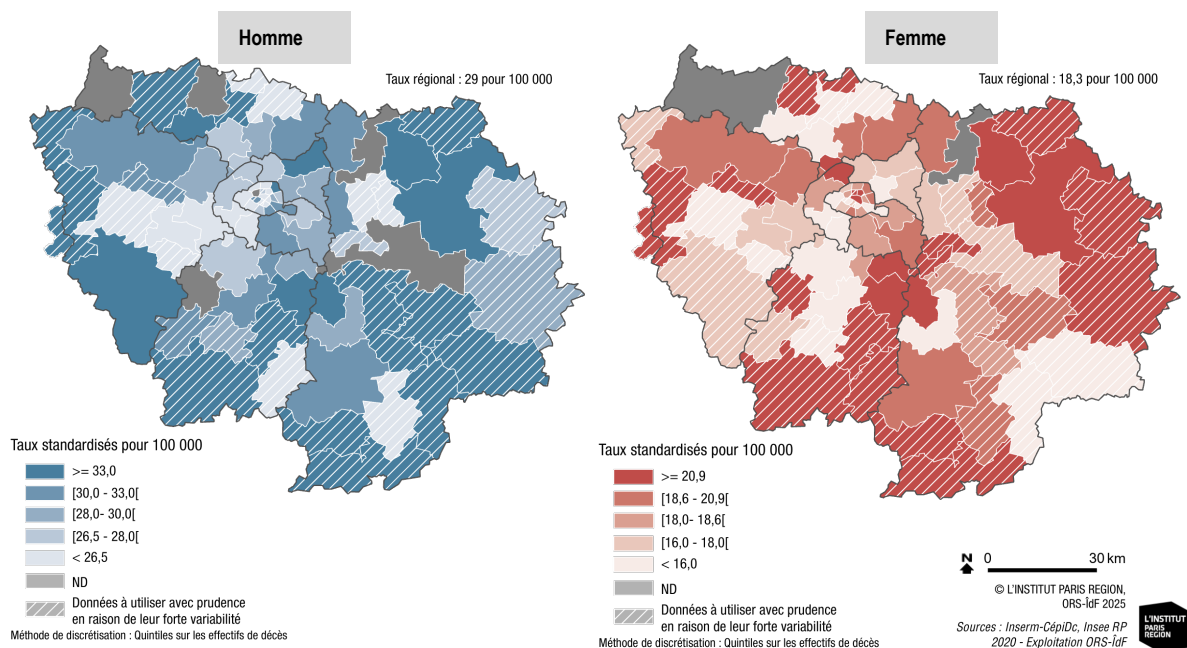 Homme
Taux régional : 29 pour 100 000
Taux standardisés pour 100 000
>= 33,0
[30,0 - 33,0[
[28,0- 30,0[
[26,5 - 28,0[
< 26,5
ND
Données à utiliser avec prudence
en raison de leur forte variabilité
Méthode de discrétisation : Quintiles sur les effectifs de décès
Femme
Taux régional : 18,3 pour 100 000
Taux standardisés pour 100 000
>= 20,9
[18,6 - 20,9[
[18,0- 18,6[
[16,0 - 18,0[
< 16,0
ND
Données à utiliser avec prudence
en raison de leur forte variabilité
Méthode de discrétisation : Quintiles sur les effectifs de décès
N 0 30 km
© L'INSTITUT PARIS REGION,
ORS-ÎdF 2025
Sources : Inserm-CépiDc, Insee RP
2020 - Exploitation ORS-ÎdF
L'INSTITUT
PARIS
REGION